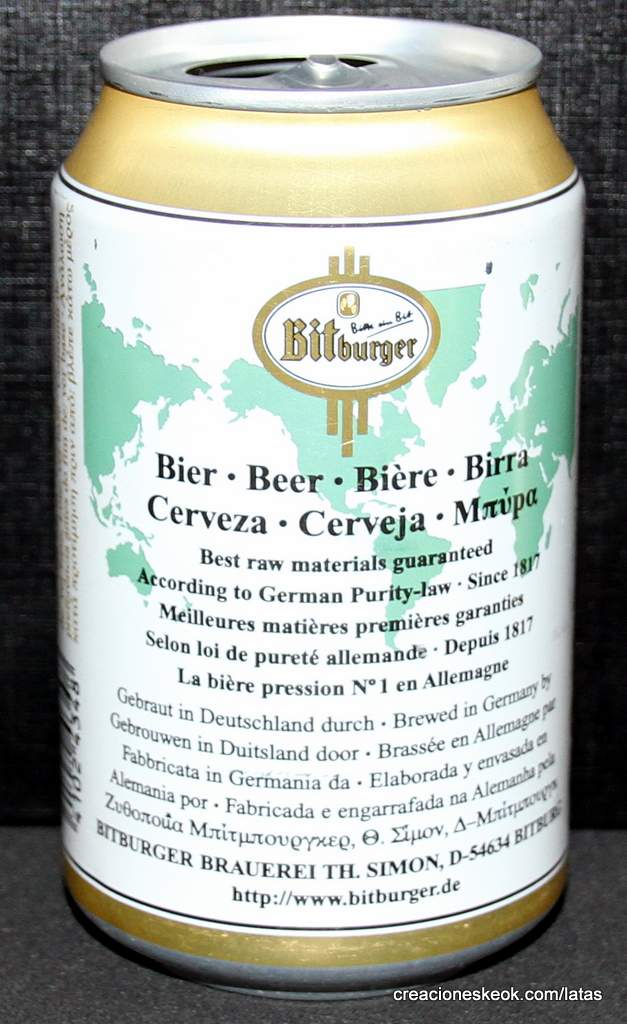 Bitte ein Bit
Bitburger
Bier · Beer · Bière · Birra
Cerveza · Cerveja · Μπύρα
Best raw materials guaranteed
According to German Purity-law · Since 1817
Meilleures matières premières garanties
Selon loi de pureté allemande · Depuis 1817
La bière pression N° 1 en Allemagne
Gebraut in Deutschland durch · Brewed in Germany by
Gebrouwen in Duitsland door · Brassée en Allemagne par
Fabbricata in Germania da · Elaborada y envasada en
Alemania por · Fabricada e engarrafada na Alemanha pela
Ζυθοποιΐα Μπίτμπουργκερ, Θ. Σίμον, Δ–Μπίτμπουργκ
BITBURGER BRAUEREI TH. SIMON, D-54634 BITBURG
http://www.bitburger.de
creacioneskeok.com/latas